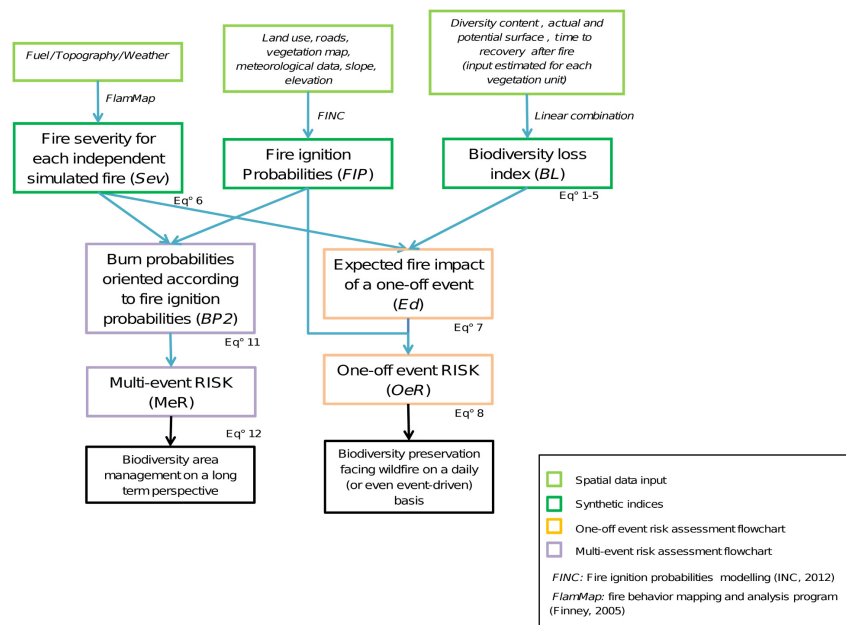 Fuel/Topography/Weather
Land use, roads,
vegetation map,
meteorological data, slope,
elevation
Diversity content, actual and
potential surface, time to
recovery after fire
(input estimated for each
vegetation unit)
FlamMap
FINC
Linear combination
Fire severity for
each independent
simulated fire (Sev)
Fire ignition
Probabilities (FIP)
Biodiversity loss
index (BL)
Eq° 6
Eq° 1-5
Burn probabilities
oriented according
to fire ignition
probabilities (BP2)
Expected fire impact
of a one-off event
(Ed)
Eq° 11
Eq° 7
Multi-event RISK
(MeR)
One-off event RISK
(OeR)
Eq° 12
Eq° 8
Biodiversity area
management on a long
term perspective
Biodiversity preservation
facing wildfire on a daily
(or even event-driven)
basis
Spatial data input
Synthetic indices
One-off event risk assessment flowchart
Multi-event risk assessment flowchart
FINC: Fire ignition probabilities modelling (INC, 2012)
FlamMap: fire behavior mapping and analysis program
(Finney, 2005)